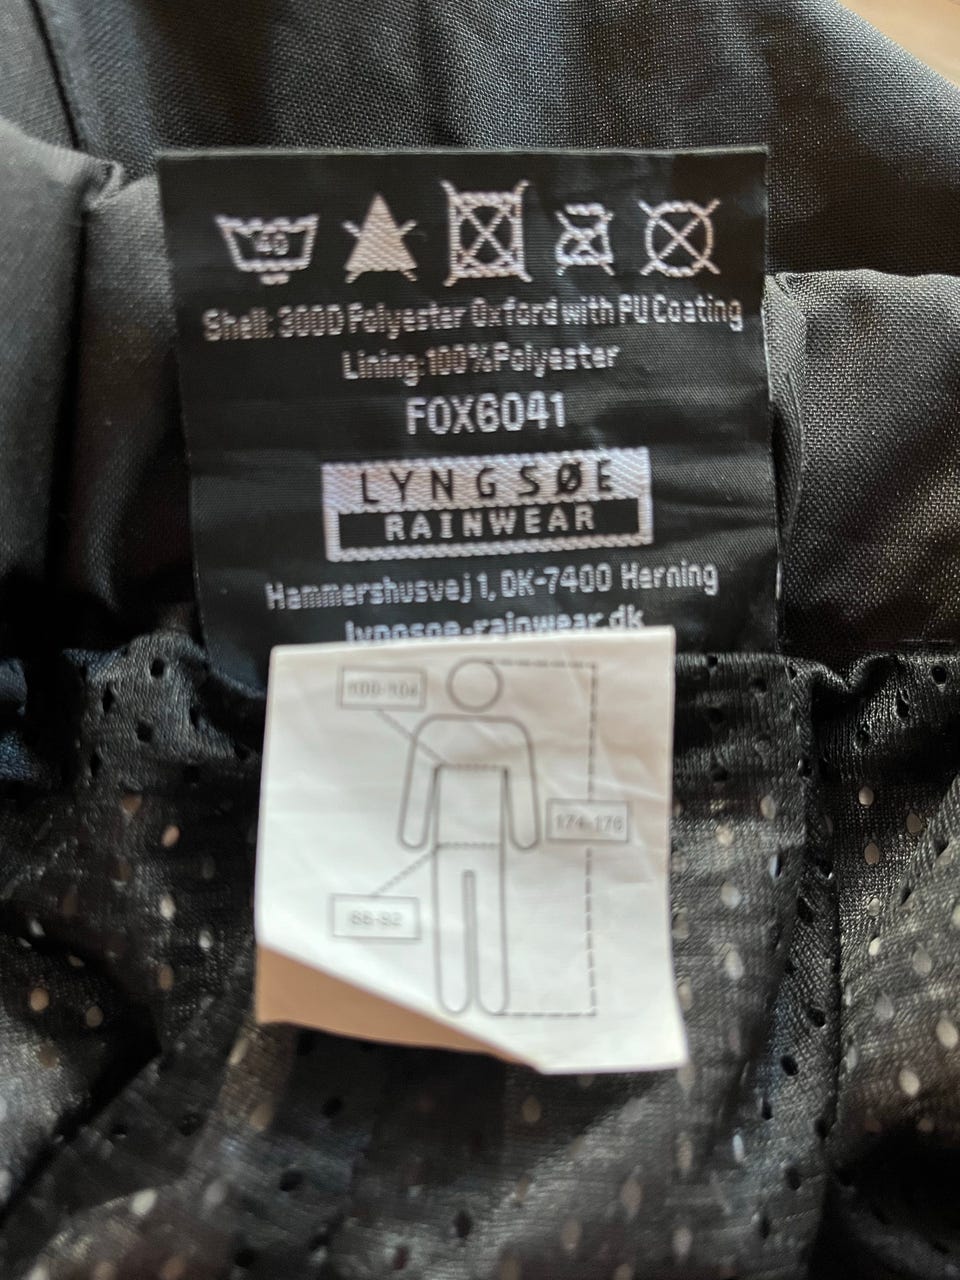 40
Shell: 300D Polyester Oxford with PU Coating
Lining: 100% Polyester
FOX6041
LYNGSØE
RAINWEAR
Hammershusvej 1, DK-7400 Herning
lyngsoe-rainwear.dk
100-104
174-176
88-92